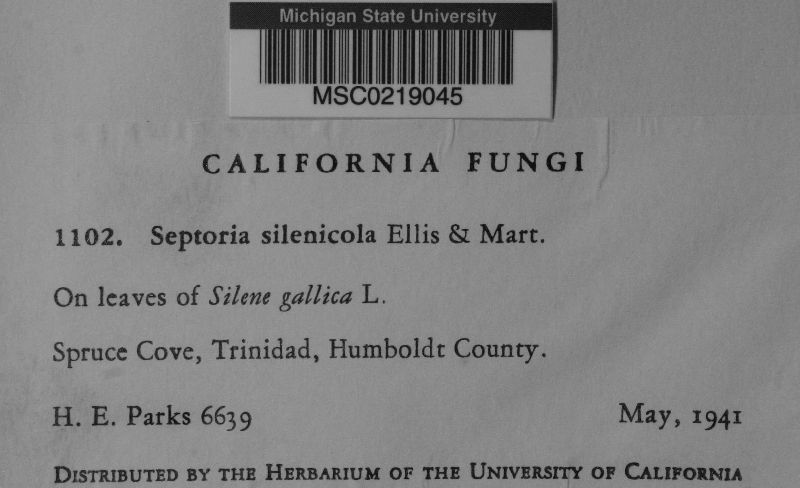 Michigan State University
MSC0219045
CALIFORNIA FUNGI
1102. Septoria silenicola Ellis & Mart.
On leaves of Silene gallica L.
Spruce Cove, Trinidad, Humboldt County.
H. E. Parks 6639 May, 1941
DISTRIBUTED BY THE HERBARIUM OF THE UNIVERSITY OF CALIFORNIA